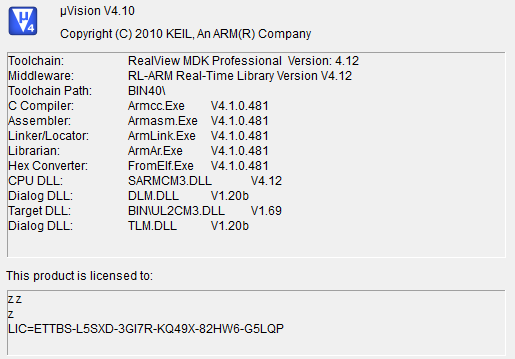 µVision V4.10
Copyright (C) 2010 KEIL, An ARM(R) Company
Toolchain: RealView MDK Professional Version: 4.12
Middleware: RL-ARM Real-Time Library Version V4.12
Toolchain Path: BIN40\
C Compiler: Armcc.Exe V4.1.0.481
Assembler: Armasm.Exe V4.1.0.481
Linker/Locator: ArmLink.Exe V4.1.0.481
Librarian: ArmAr.Exe V4.1.0.481
Hex Converter: FromElf.Exe V4.1.0.481
CPU DLL: SARMCM3.DLL V4.12
Dialog DLL: DLM.DLL V1.20b
Target DLL: BIN\UL2CM3.DLL V1.69
Dialog DLL: TLM.DLL V1.20b
This product is licensed to:
z z
z
LIC=ETTBS-L5SXD-3GI7R-KQ49X-82HW6-G5LQP